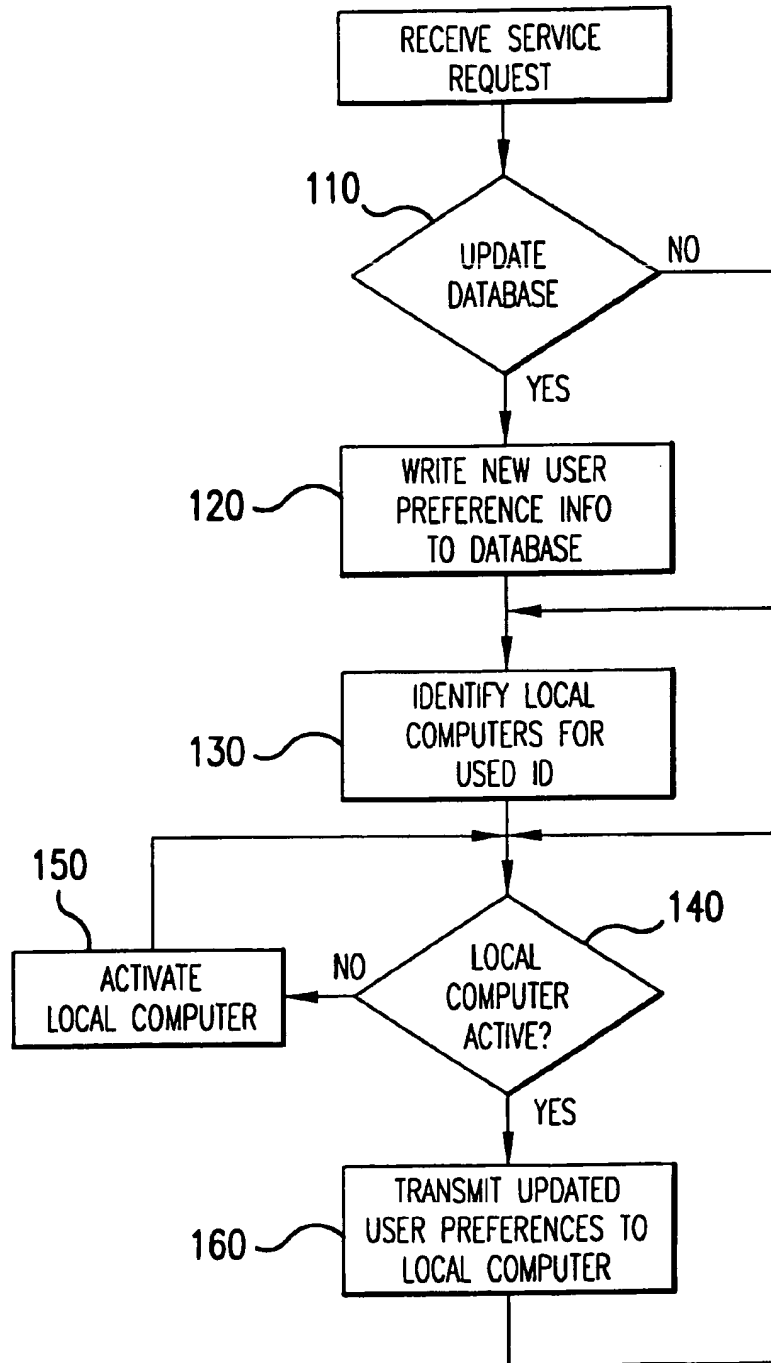 RECEIVE SERVICE
REQUEST
110
UPDATE
DATABASE
NO
YES
120
WRITE NEW USER
PREFERENCE INFO
TO DATABASE
130
IDENTIFY LOCAL
COMPUTERS FOR
USED ID
150
140
ACTIVATE
LOCAL COMPUTER
NO
LOCAL
COMPUTER
ACTIVE?
YES
160
TRANSMIT UPDATED
USER PREFERENCES TO
LOCAL COMPUTER